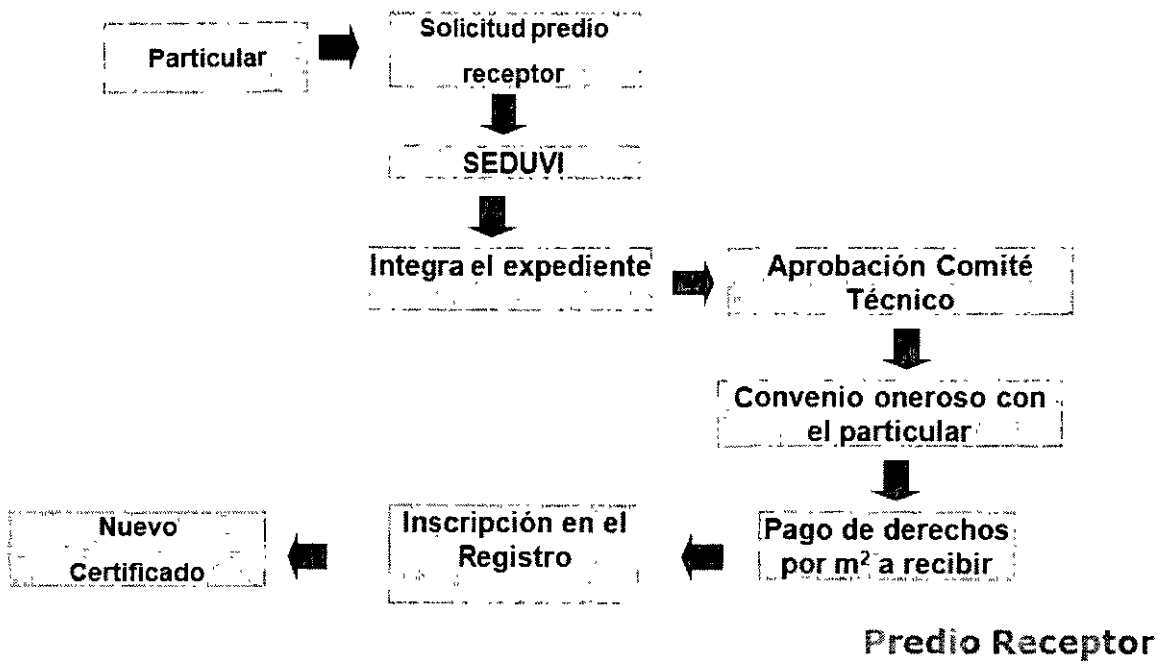 Particular
Solicitud predio
receptor
SEDUVI
Integra el expediente
Aprobación Comité
Técnico
Convenio oneroso con
el particular
Pago de derechos
por m² a recibir
Inscripción en el
Registro
Nuevo
Certificado
Predio Receptor